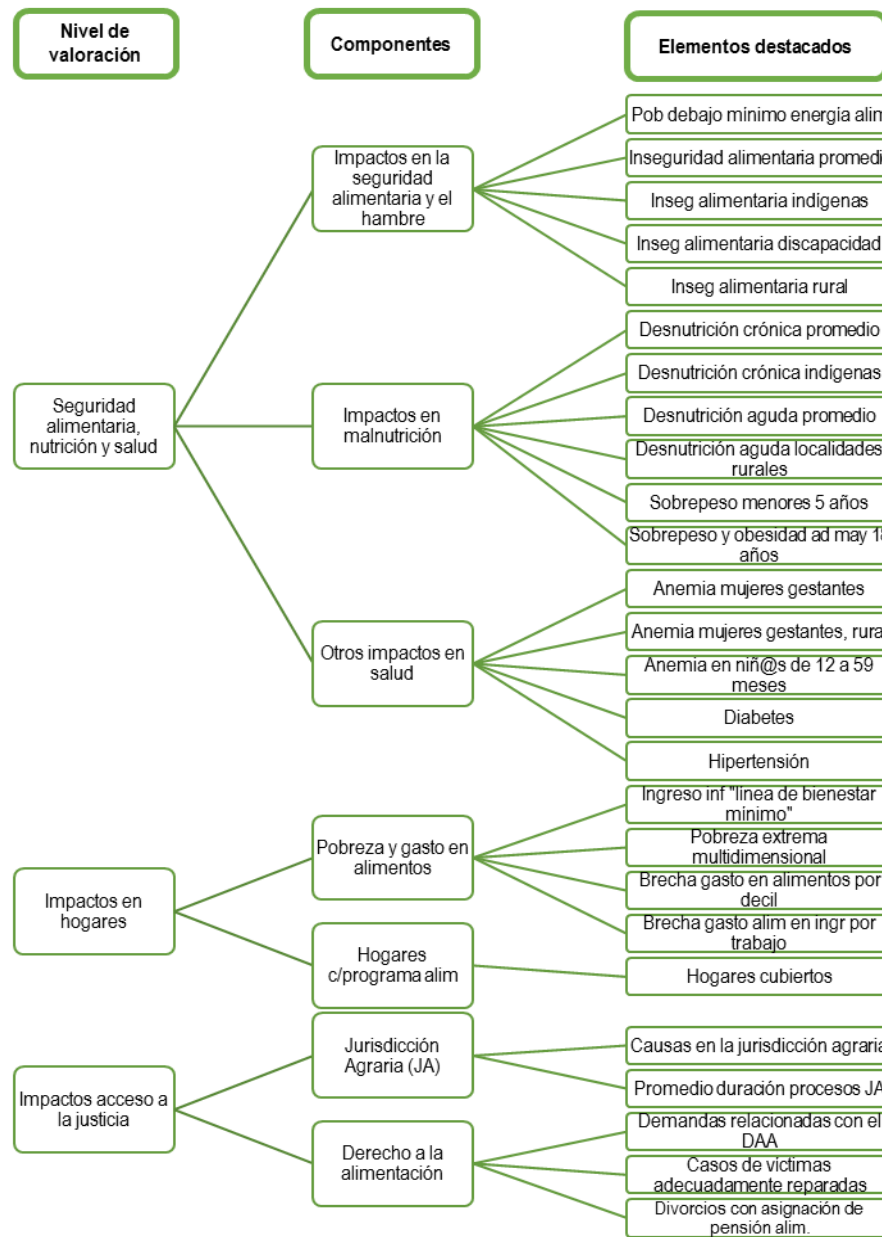 Nivel de
valoración
Componentes
Elementos destacados
Seguridad
alimentaria,
nutrición y salud
Impactos en la
seguridad
alimentaria y el
hambre
Pob debajo mínimo energía alim
Inseguridad alimentaria promedi
Inseg alimentaria indígenas
Inseg alimentaria discapacidad
Inseg alimentaria rural
Impactos en
malnutrición
Desnutrición crónica promedio
Desnutrición crónica indígenas
Desnutrición aguda promedio
Desnutrición aguda localidades
rurales
Sobrepeso menores 5 años
Sobrepeso y obesidad ad may 18
años
Otros impactos en
salud
Anemia mujeres gestantes
Anemia mujeres gestantes, rura
Anemia en niñ@s de 12 a 59
meses
Diabetes
Hipertensión
Impactos en
hogares
Pobreza y gasto en
alimentos
Ingreso inf "línea de bienestar
mínimo"
Pobreza extrema
multidimensional
Brecha gasto en alimentos por
decil
Brecha gasto alim en ingr por
trabajo
Hogares
c/programa alim
Hogares cubiertos
Impactos acceso a
la justicia
Jurisdicción
Agraria (JA)
Causas en la jurisdicción agraria
Promedio duración procesos JA
Derecho a la
alimentación
Demandas relacionadas con el
DAA
Casos de víctimas
adecuadamente reparadas
Divorcios con asignación de
pensión alim.